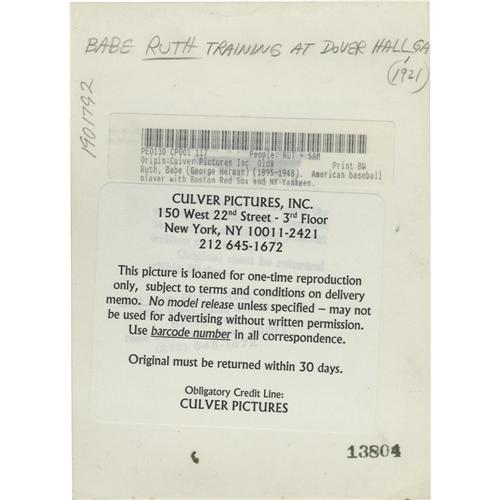 BABE RUTH TRAINING AT DOVER HALL, GA
(1921)
1901792
PE0130 CP001 117 People: RUT - SAM
Origin:Culver Pictures Inc Old# Print BW
Ruth, Babe (George Herman) (1895-1948). American baseball
player with Boston Red Sox and NY Yankees.
CULVER PICTURES, INC.
150 West 22nd Street - 3rd Floor
New York, NY 10011-2421
212 645-1672
This picture is loaned for one-time reproduction
only, subject to terms and conditions on delivery
memo. No model release unless specified – may not
be used for advertising without written permission.
Use barcode number in all correspondence.
Original must be returned within 30 days.
Obligatory Credit Line:
CULVER PICTURES
13804